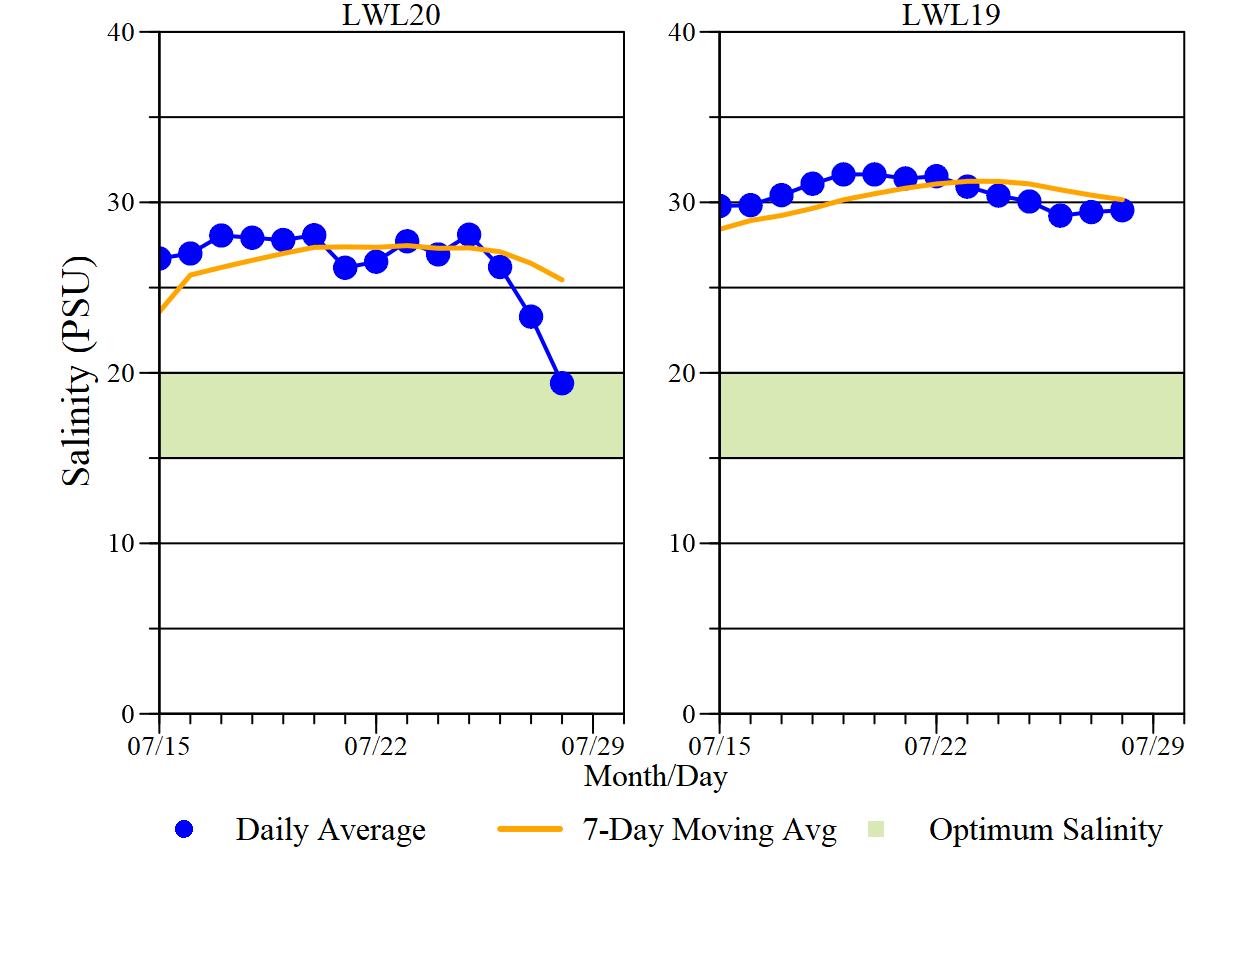 LWL20
LWL19
40
30
20
10
0
40
30
20
10
0
Salinity (PSU)
07/15
07/22
07/29
07/15
07/22
07/29
Month/Day
Daily Average
7-Day Moving Avg
Optimum Salinity